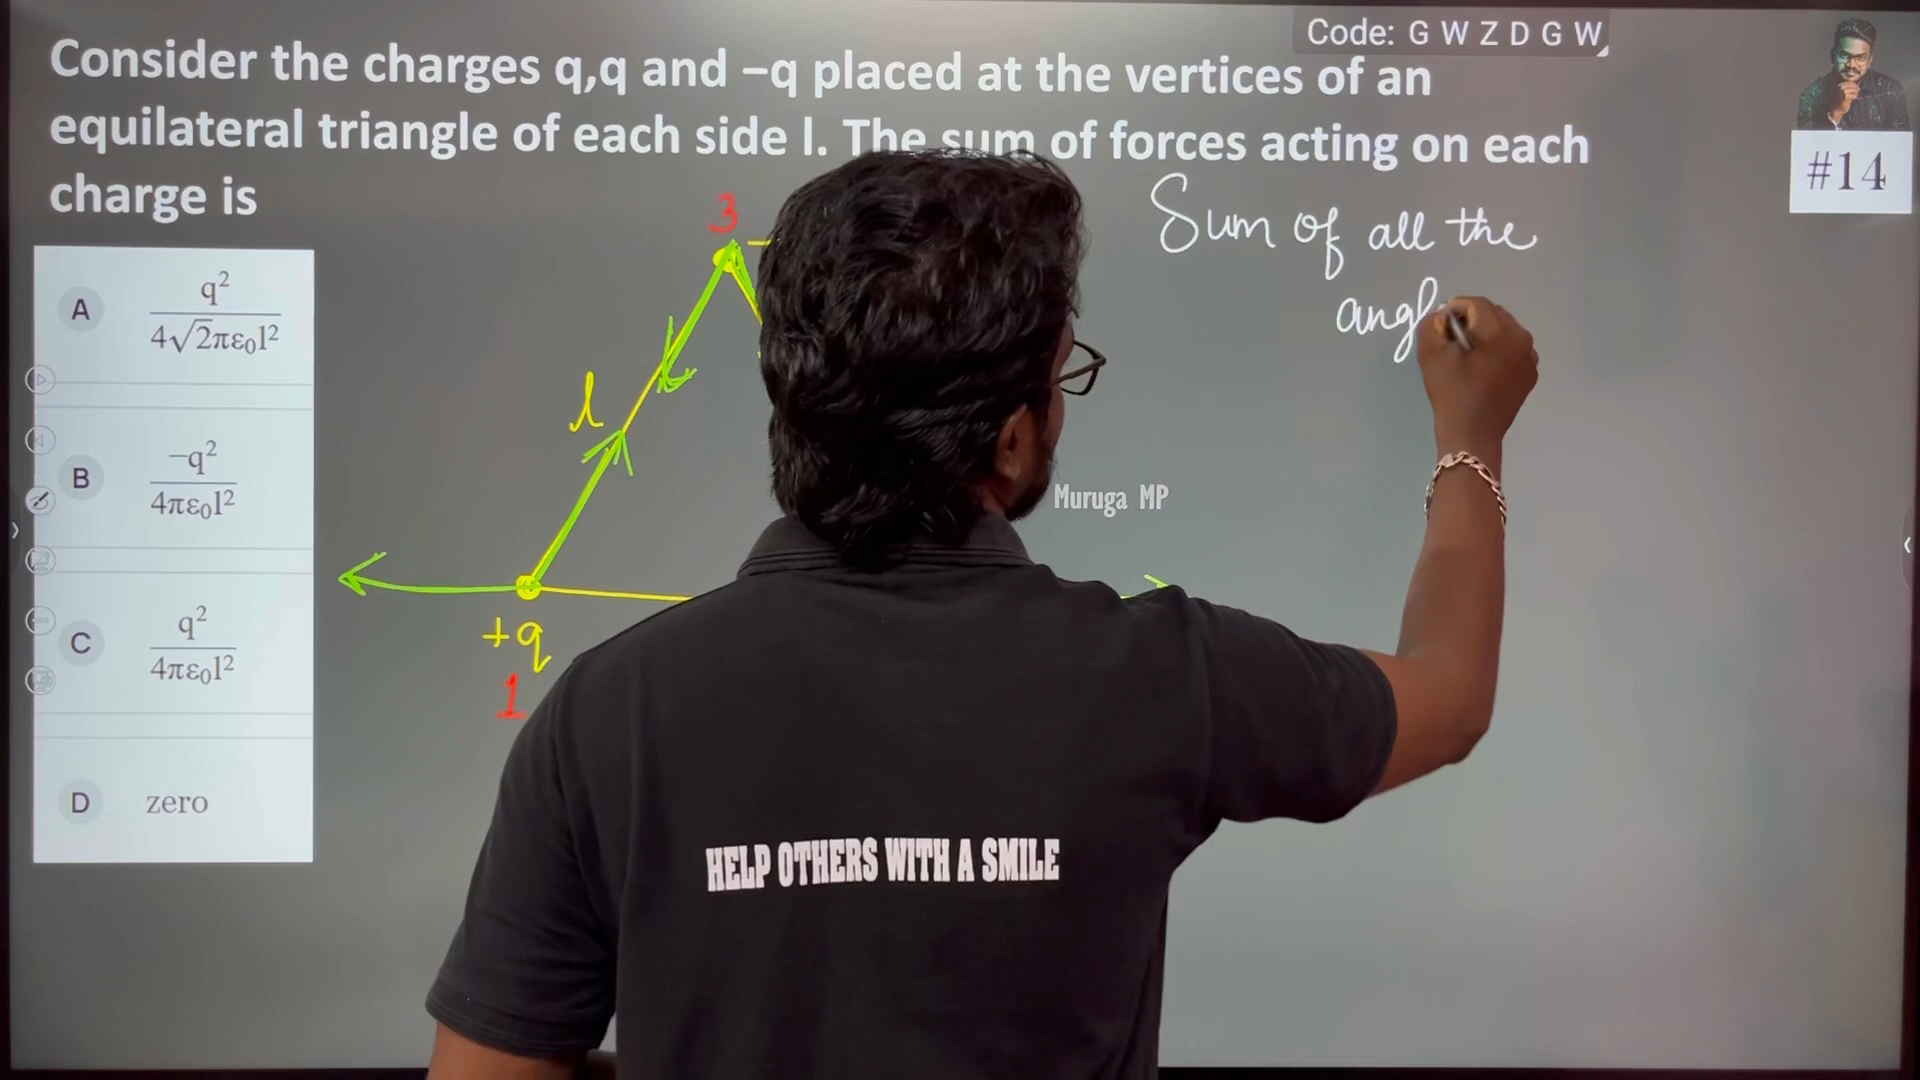 Code: G W Z D G W
Consider the charges q,q and –q placed at the vertices of an
equilateral triangle of each side l. The sum of forces acting on each
charge is
#14
Sum of all the
angl
3
–
A q²/4√2πε₀l²
l
B –q²/4πε₀l²
Muruga MP
C q²/4πε₀l²
+q
1
D zero
HELP OTHERS WITH A SMILE